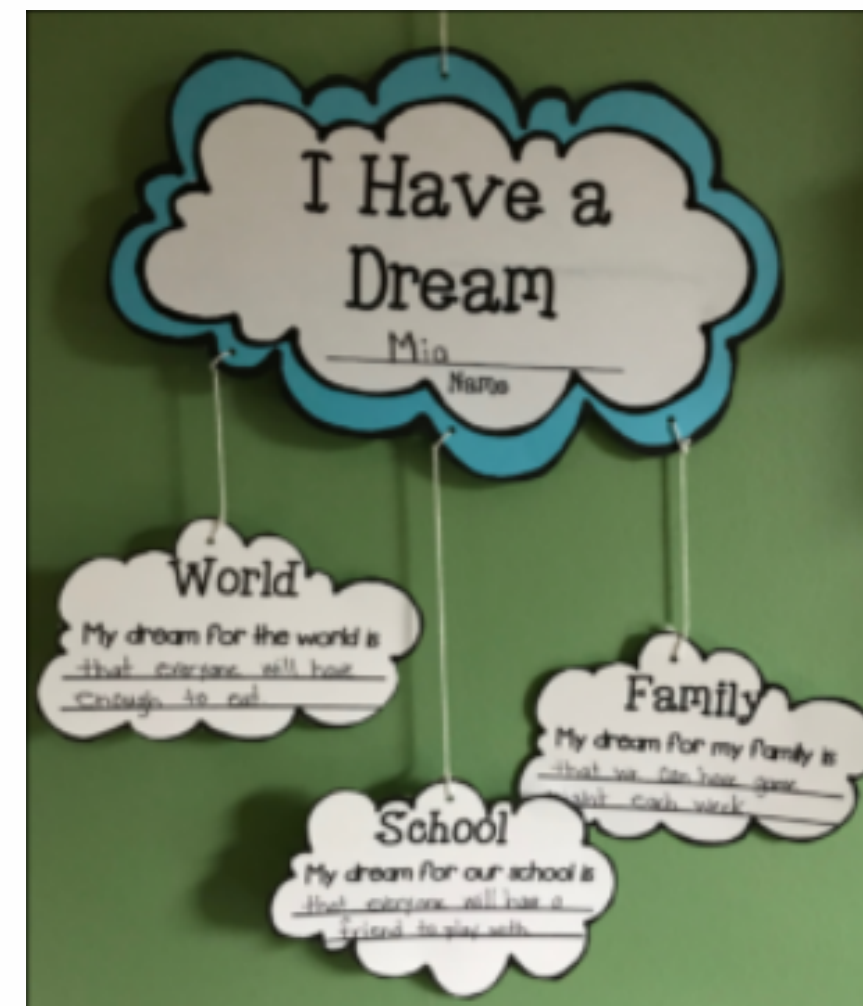 I Have a
Dream
Mia
Name
World
My dream for the world is
that everyone will have
enough to eat
Family
My dream for my family is
that we can have game
night each week
School
My dream for our school is
that everyone will have a
friend to play with